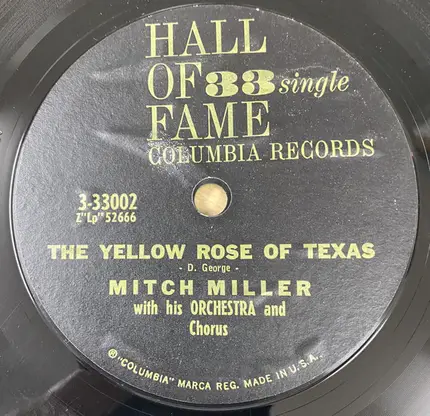 HALL
OF 33 single
FAME
COLUMBIA RECORDS
3-33002
Z"Lp" 52666
THE YELLOW ROSE OF TEXAS
- D. George -
MITCH MILLER
with his ORCHESTRA and
Chorus
® "COLUMBIA" MARCA REG. MADE IN U.S.A.